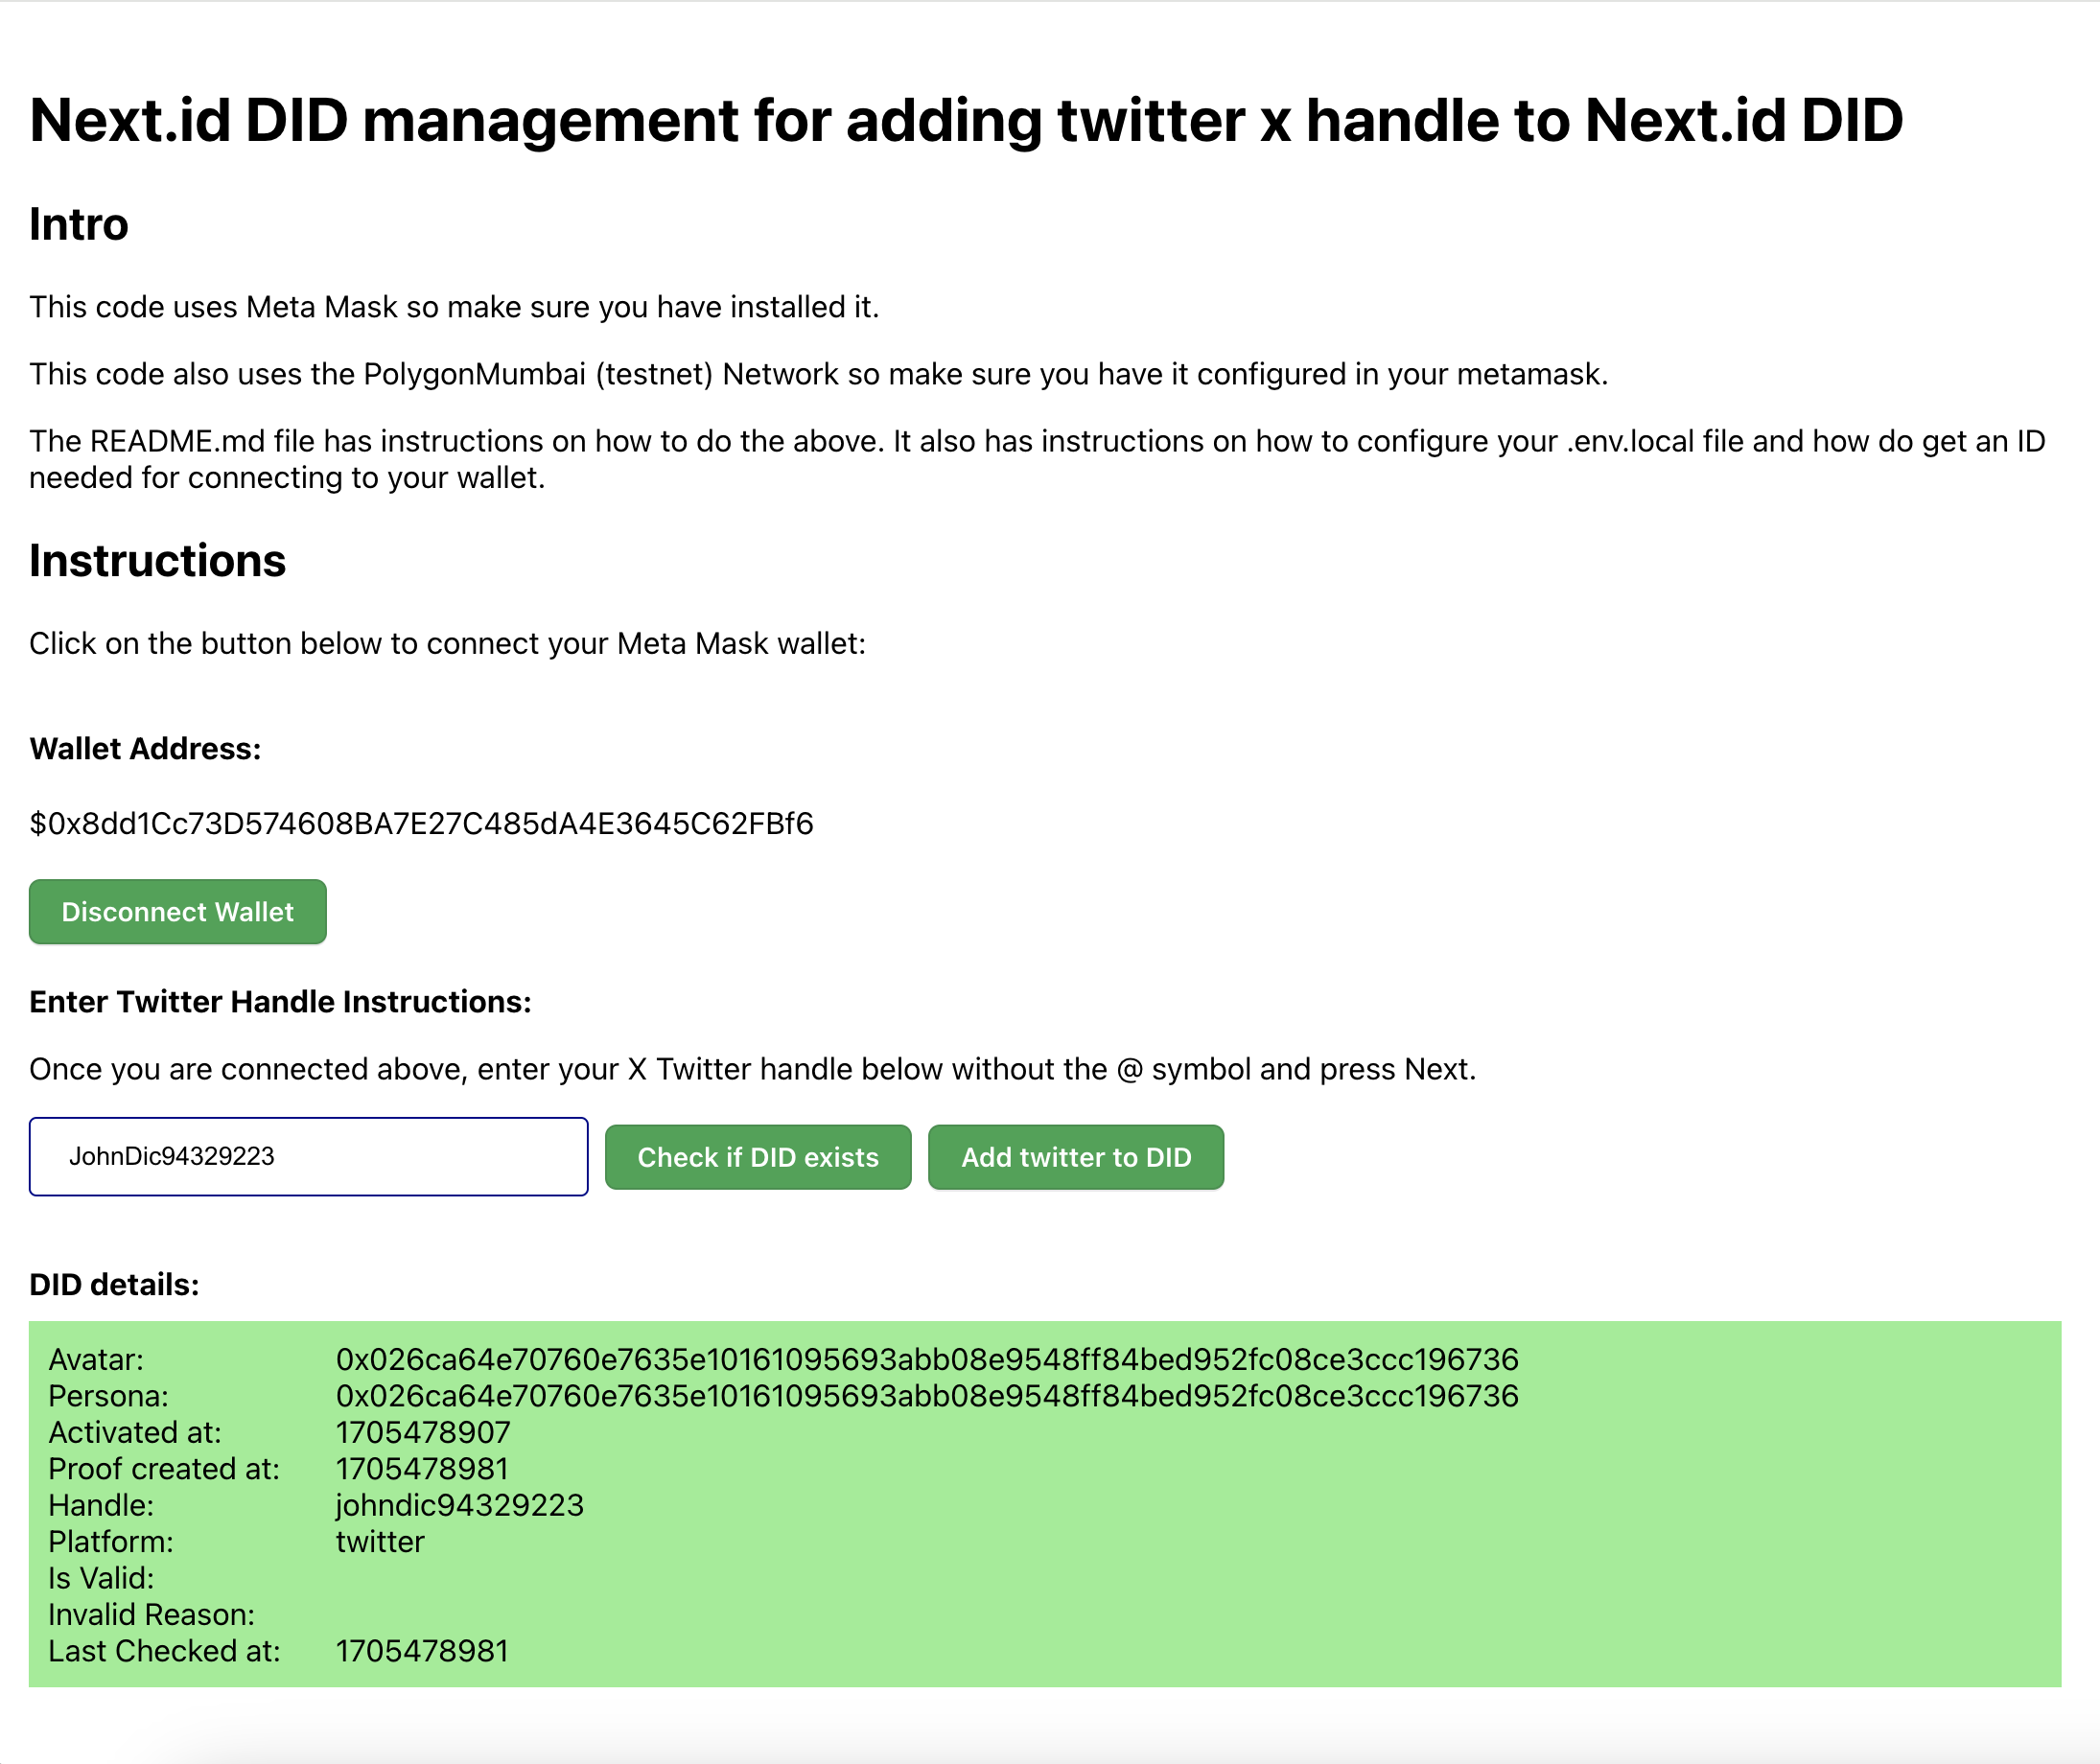 Next.id DID management for adding twitter x handle to Next.id DID
Intro
This code uses Meta Mask so make sure you have installed it.
This code also uses the PolygonMumbai (testnet) Network so make sure you have it configured in your metamask.
The README.md file has instructions on how to do the above. It also has instructions on how to configure your .env.local file and how do get an ID
needed for connecting to your wallet.
Instructions
Click on the button below to connect your Meta Mask wallet:
Wallet Address:
$0x8dd1Cc73D574608BA7E27C485dA4E3645C62FBf6
Disconnect Wallet
Enter Twitter Handle Instructions:
Once you are connected above, enter your X Twitter handle below without the @ symbol and press Next.
JohnDic94329223 Check if DID exists Add twitter to DID
DID details:
Avatar: 0x026ca64e70760e7635e10161095693abb08e9548ff84bed952fc08ce3ccc196736
Persona: 0x026ca64e70760e7635e10161095693abb08e9548ff84bed952fc08ce3ccc196736
Activated at: 1705478907
Proof created at: 1705478981
Handle: johndic94329223
Platform: twitter
Is Valid:
Invalid Reason:
Last Checked at: 1705478981